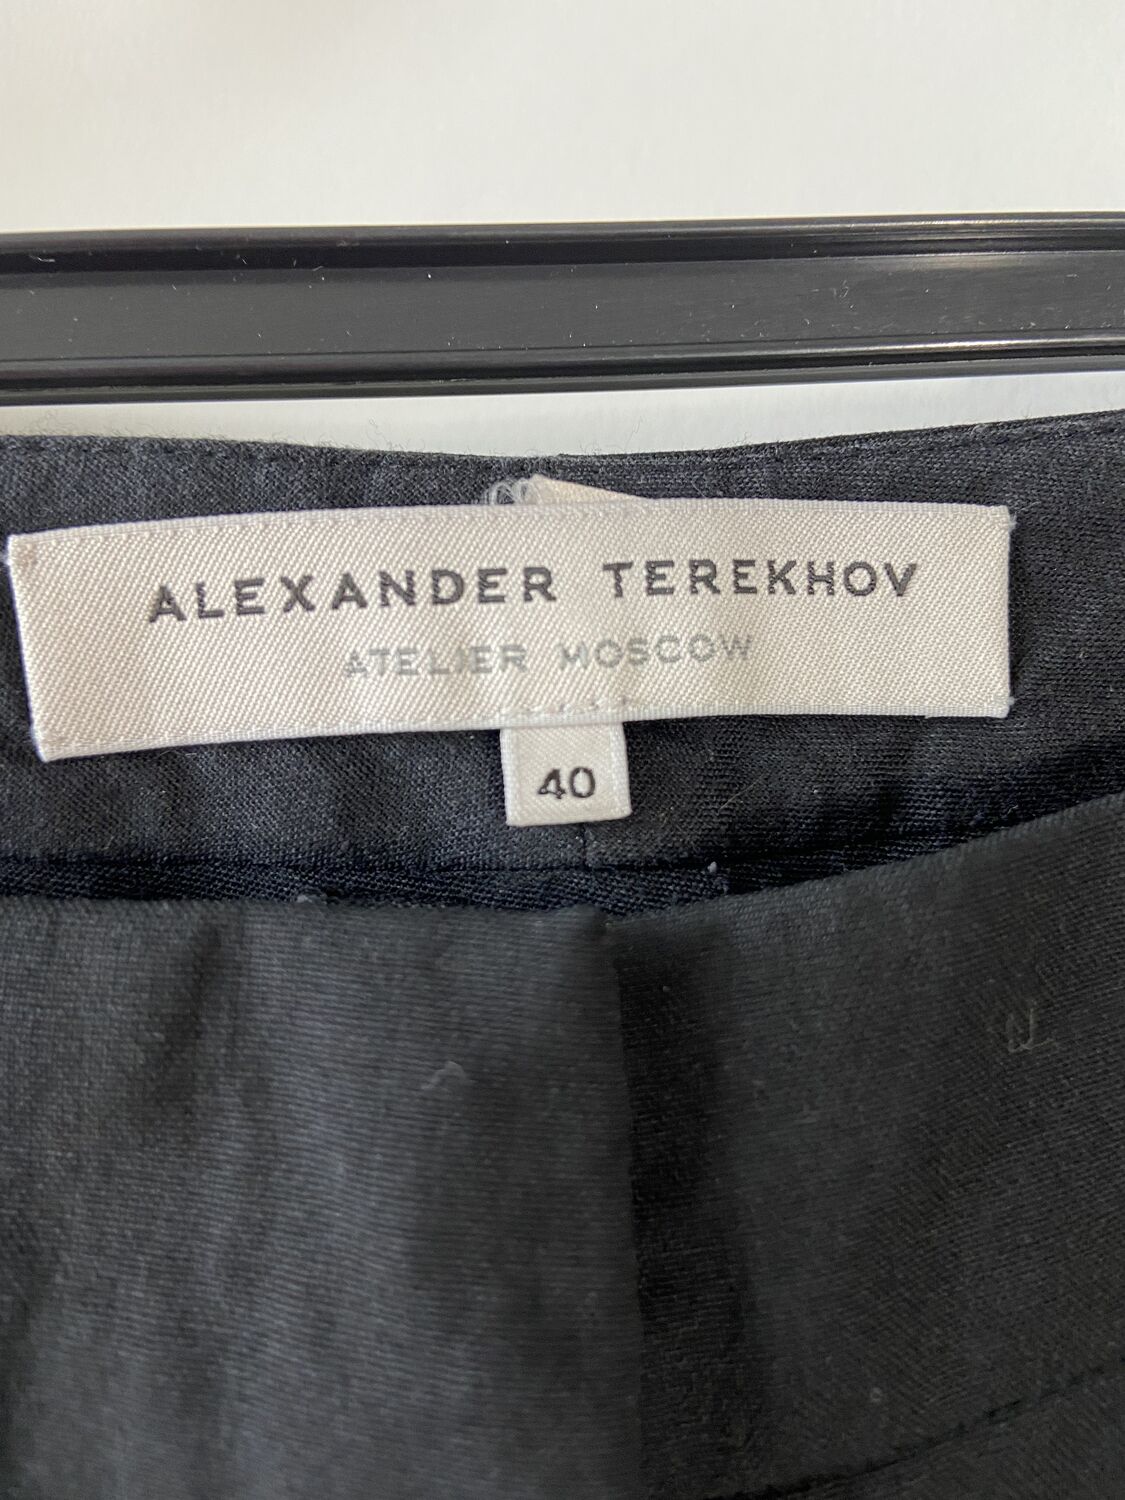 ALEXANDER TEREKHOV
ATELIER MOSCOW
40